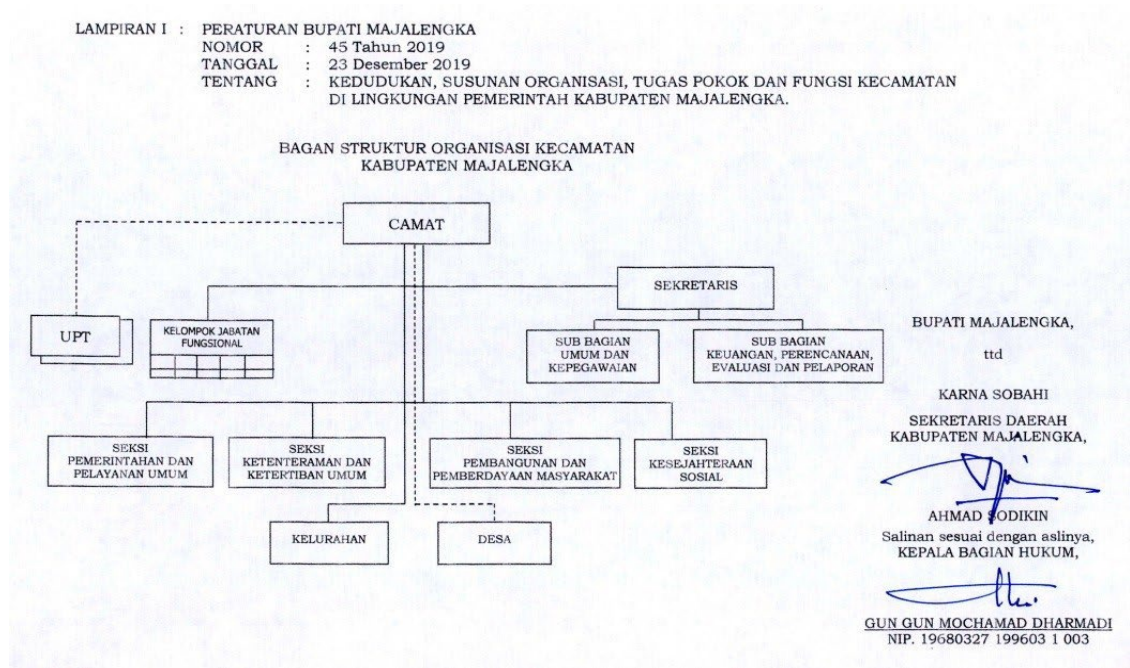 LAMPIRAN I : PERATURAN BUPATI MAJALENGKA
NOMOR : 45 Tahun 2019
TANGGAL : 23 Desember 2019
TENTANG : KEDUDUKAN, SUSUNAN ORGANISASI, TUGAS POKOK DAN FUNGSI KECAMATAN
DI LINGKUNGAN PEMERINTAH KABUPATEN MAJALENGKA.
BAGAN STRUKTUR ORGANISASI KECAMATAN
KABUPATEN MAJALENGKA
CAMAT
SEKRETARIS
UPT
KELOMPOK JABATAN
FUNGSIONAL
SUB BAGIAN
UMUM DAN
KEPEGAWAIAN
SUB BAGIAN
KEUANGAN, PERENCANAAN,
EVALUASI DAN PELAPORAN
SEKSI
PEMERINTAHAN DAN
PELAYANAN UMUM
SEKSI
KETENTERAMAN DAN
KETERTIBAN UMUM
SEKSI
PEMBANGUNAN DAN
PEMBERDAYAAN MASYARAKAT
SEKSI
KESEJAHTERAAN
SOSIAL
KELURAHAN
DESA
BUPATI MAJALENGKA,
ttd
KARNA SOBAHI
SEKRETARIS DAERAH
KABUPATEN MAJALENGKA,
AHMAD SODIKIN
Salinan sesuai dengan aslinya,
KEPALA BAGIAN HUKUM,
GUN GUN MOCHAMAD DHARMADI
NIP. 19680327 199603 1 003